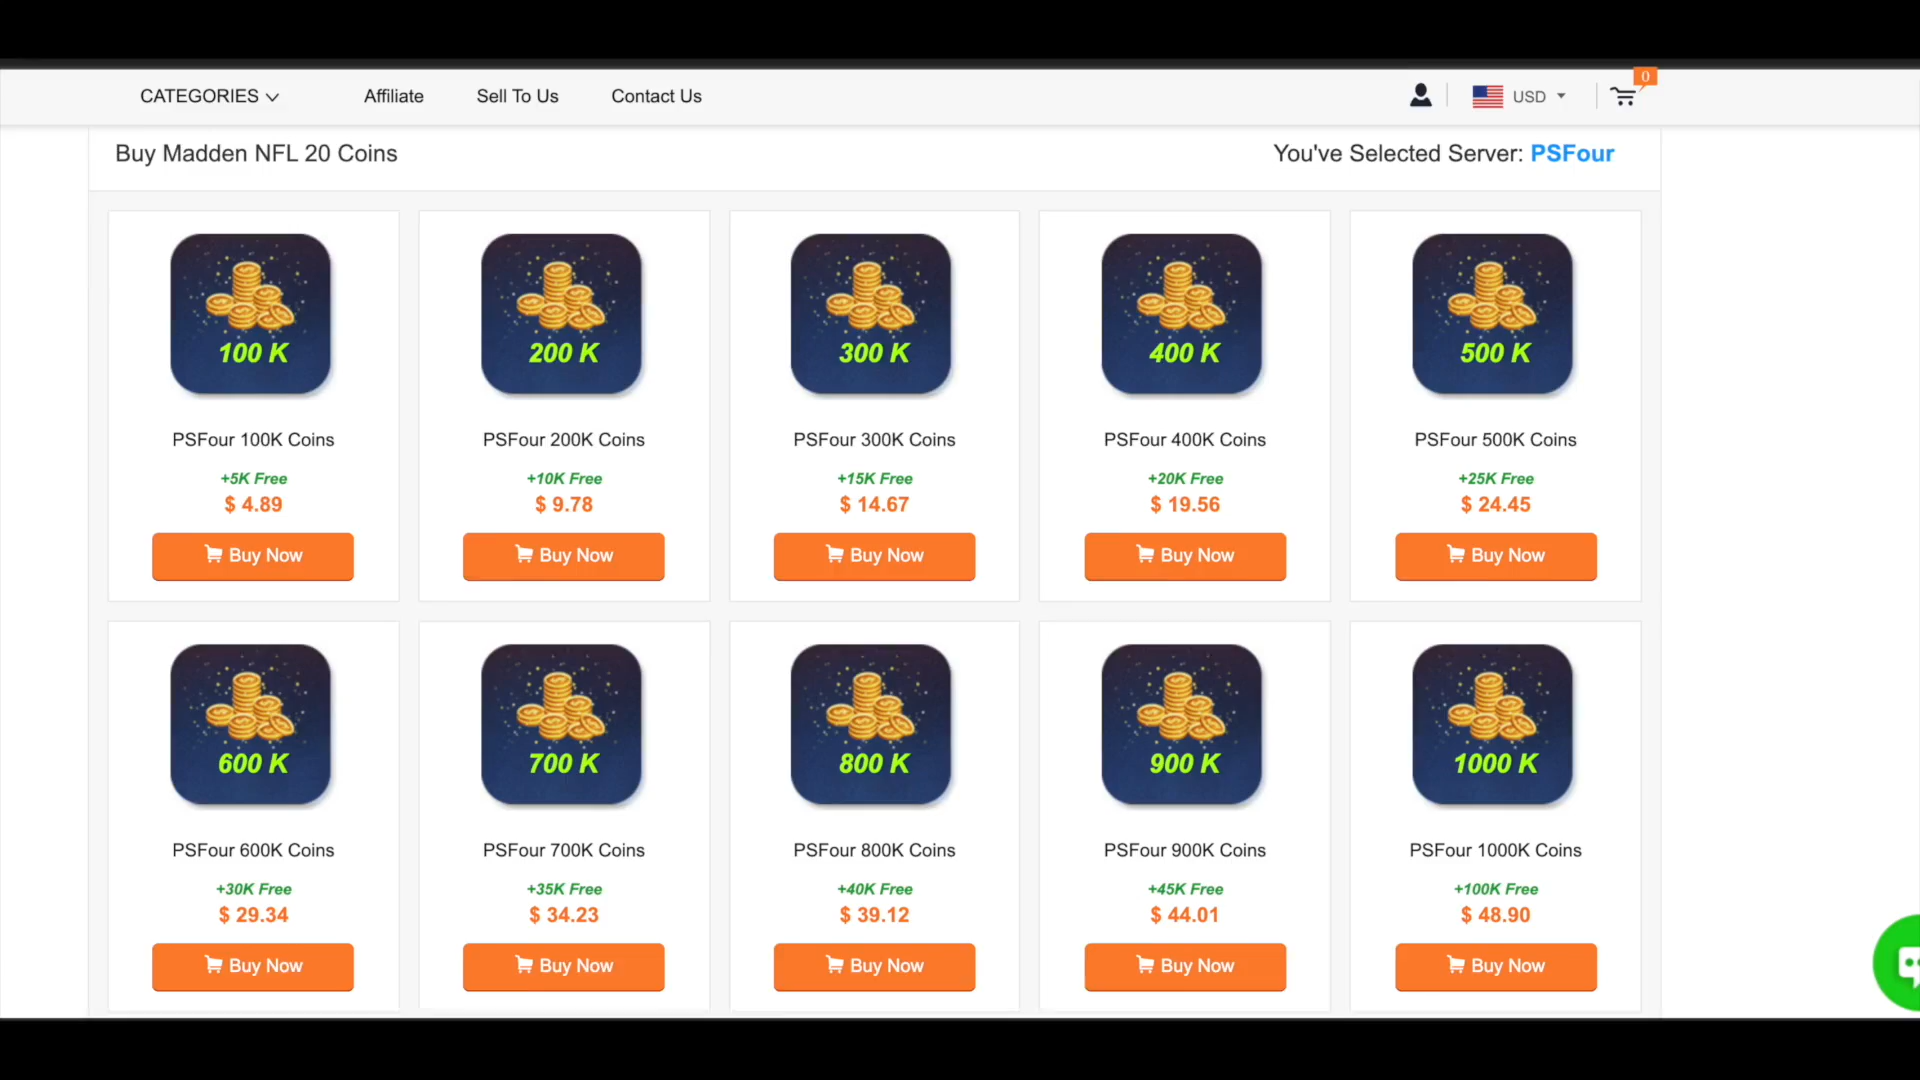 CATEGORIES
Affiliate
Sell To Us
Contact Us
USD
0
Buy Madden NFL 20 Coins
You've Selected Server: PSFour
100 K
200 K
300 K
400 K
500 K
PSFour 100K Coins
PSFour 200K Coins
PSFour 300K Coins
PSFour 400K Coins
PSFour 500K Coins
+5K Free
+10K Free
+15K Free
+20K Free
+25K Free
$ 4.89
$ 9.78
$ 14.67
$ 19.56
$ 24.45
Buy Now
Buy Now
Buy Now
Buy Now
Buy Now
600 K
700 K
800 K
900 K
1000 K
PSFour 600K Coins
PSFour 700K Coins
PSFour 800K Coins
PSFour 900K Coins
PSFour 1000K Coins
+30K Free
+35K Free
+40K Free
+45K Free
+100K Free
$ 29.34
$ 34.23
$ 39.12
$ 44.01
$ 48.90
Buy Now
Buy Now
Buy Now
Buy Now
Buy Now